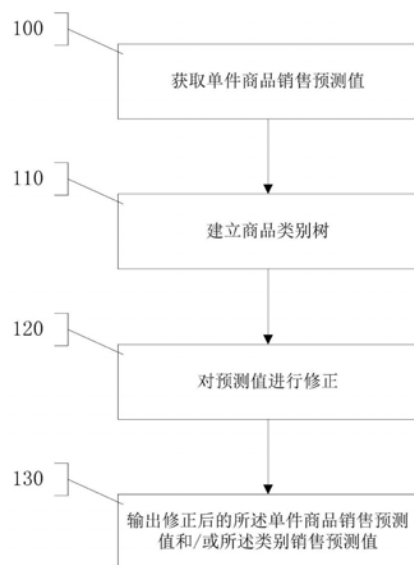 100
获取单件商品销售预测值
110
建立商品类别树
120
对预测值进行修正
130
输出修正后的所述单件商品销售预测
值和/或所述类别销售预测值